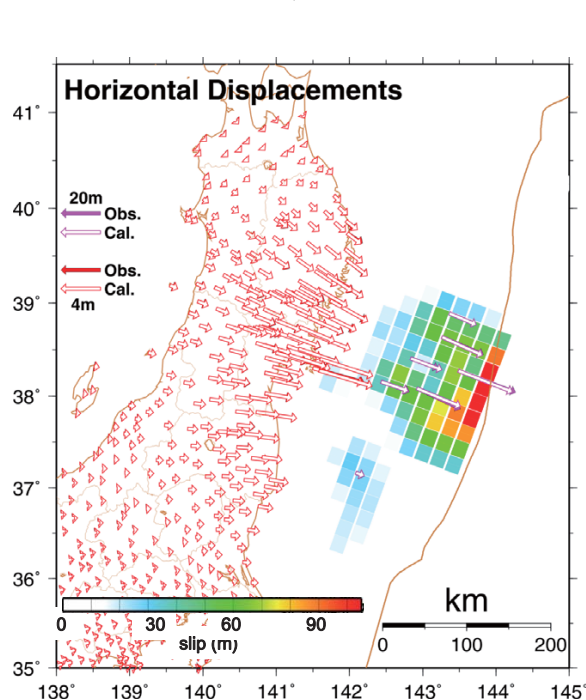 Horizontal Displacements
41°
20m
Obs.
Cal.
Obs.
Cal.
4m
40°
39°
38°
37°
36°
35°
0 30 60 90
slip (m)
km
0 100 200
138° 139° 140° 141° 142° 143° 144° 145